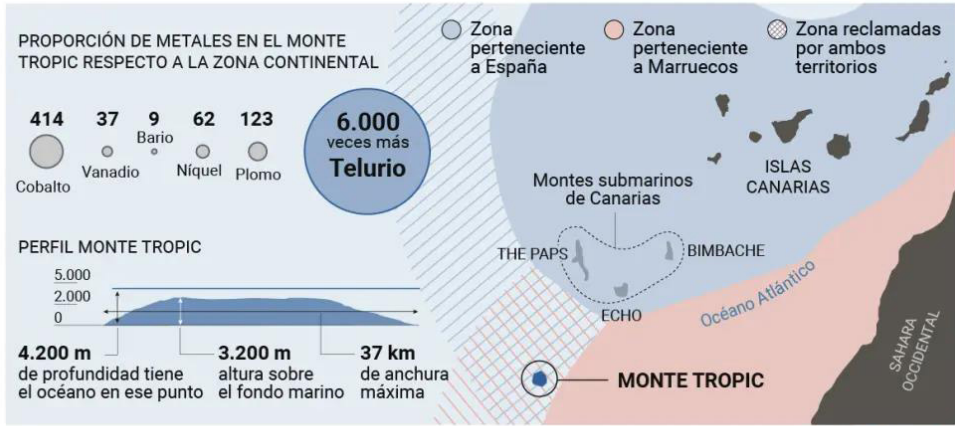 PROPORCIÓN DE METALES EN EL MONTE
TROPIC RESPECTO A LA ZONA CONTINENTAL
414
Cobalto
37
Vanadio
9
Bario
62
Níquel
123
Plomo
6.000
veces más
Telurio
PERFIL MONTE TROPIC
5.000
2.000
0
4.200 m
de profundidad tiene
el océano en ese punto
3.200 m
altura sobre
el fondo marino
37 km
de anchura
máxima
Zona
perteneciente
a España
Zona
perteneciente
a Marruecos
Zona reclamadas
por ambos
territorios
ISLAS
CANARIAS
Montes submarinos
de Canarias
THE PAPS
BIMBACHE
ECHO
Océano Atlántico
SAHARA
OCCIDENTAL
MONTE TROPIC